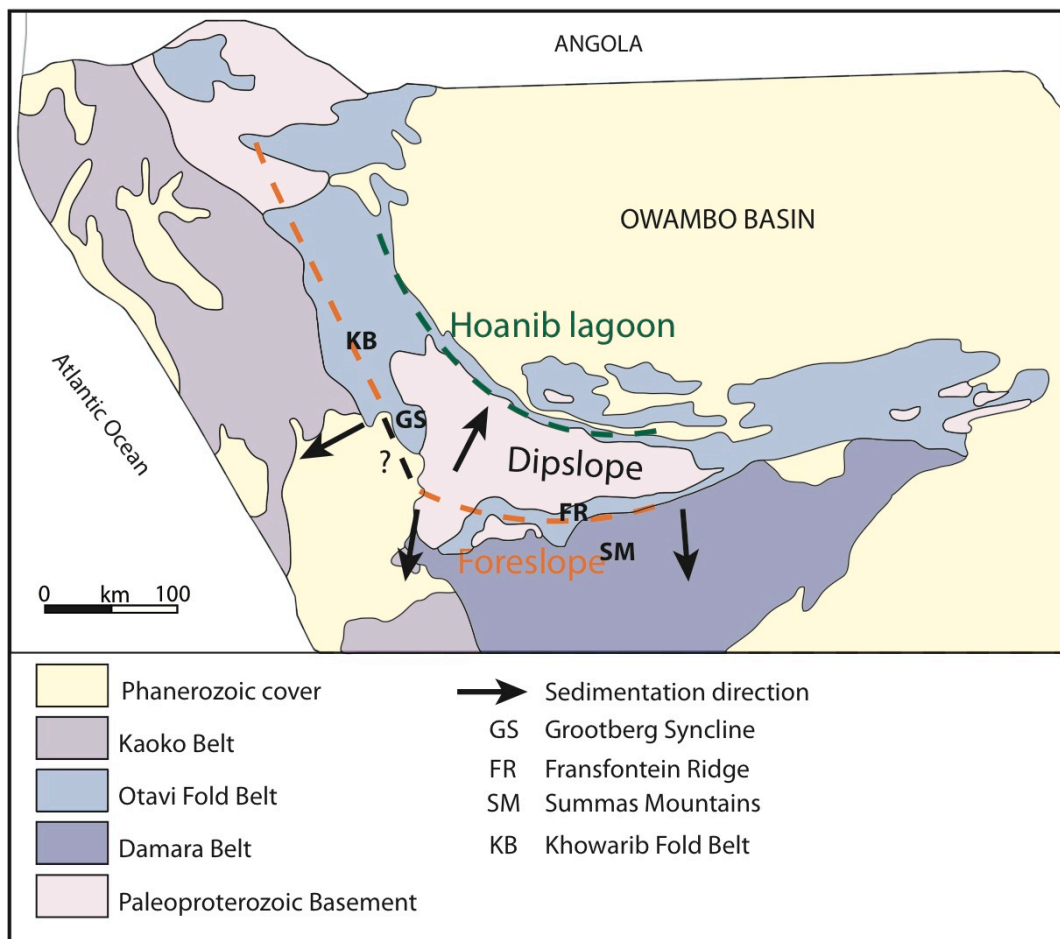 ANGOLA
OWAMBO BASIN
Hoanib lagoon
KB
Atlantic Ocean
GS
?
Dipslope
FR
Foreslope
SM
0 km 100
Phanerozoic cover
Kaoko Belt
Otavi Fold Belt
Damara Belt
Paleoproterozoic Basement
Sedimentation direction
GS Grootberg Syncline
FR Fransfontein Ridge
SM Summas Mountains
KB Khowarib Fold Belt